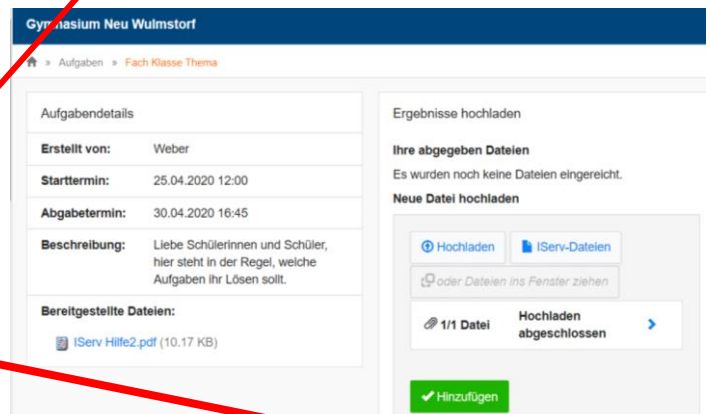 Gymnasium Neu Wulmstorf
» Aufgaben » Fach Klasse Thema
Aufgabendetails
Erstellt von: Weber
Starttermin: 25.04.2020 12:00
Abgabetermin: 30.04.2020 16:45
Beschreibung: Liebe Schülerinnen und Schüler,
hier steht in der Regel, welche
Aufgaben ihr Lösen sollt.
Bereitgestellte Dateien:
IServ Hilfe2.pdf (10.17 KB)
Ergebnisse hochladen
Ihre abgegeben Dateien
Es wurden noch keine Dateien eingereicht.
Neue Datei hochladen
Hochladen
IServ-Dateien
oder Dateien ins Fenster ziehen
1/1 Datei
Hochladen
abgeschlossen
Hinzufügen